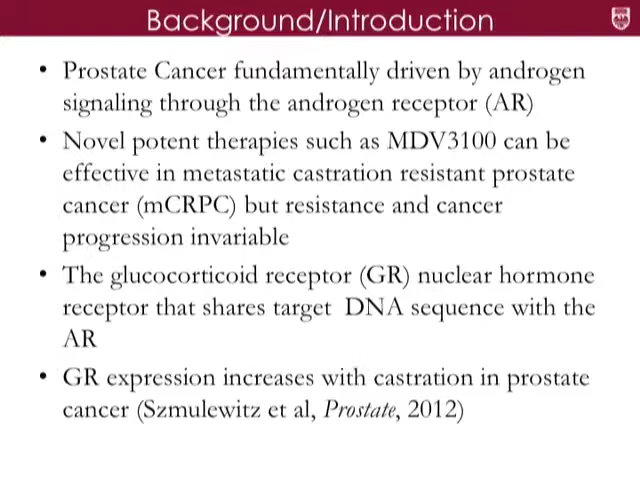 Background/Introduction
• Prostate Cancer fundamentally driven by androgen
signaling through the androgen receptor (AR)
• Novel potent therapies such as MDV3100 can be
effective in metastatic castration resistant prostate
cancer (mCRPC) but resistance and cancer
progression invariable
• The glucocorticoid receptor (GR) nuclear hormone
receptor that shares target DNA sequence with the
AR
• GR expression increases with castration in prostate
cancer (Szmulewitz et al, Prostate, 2012)